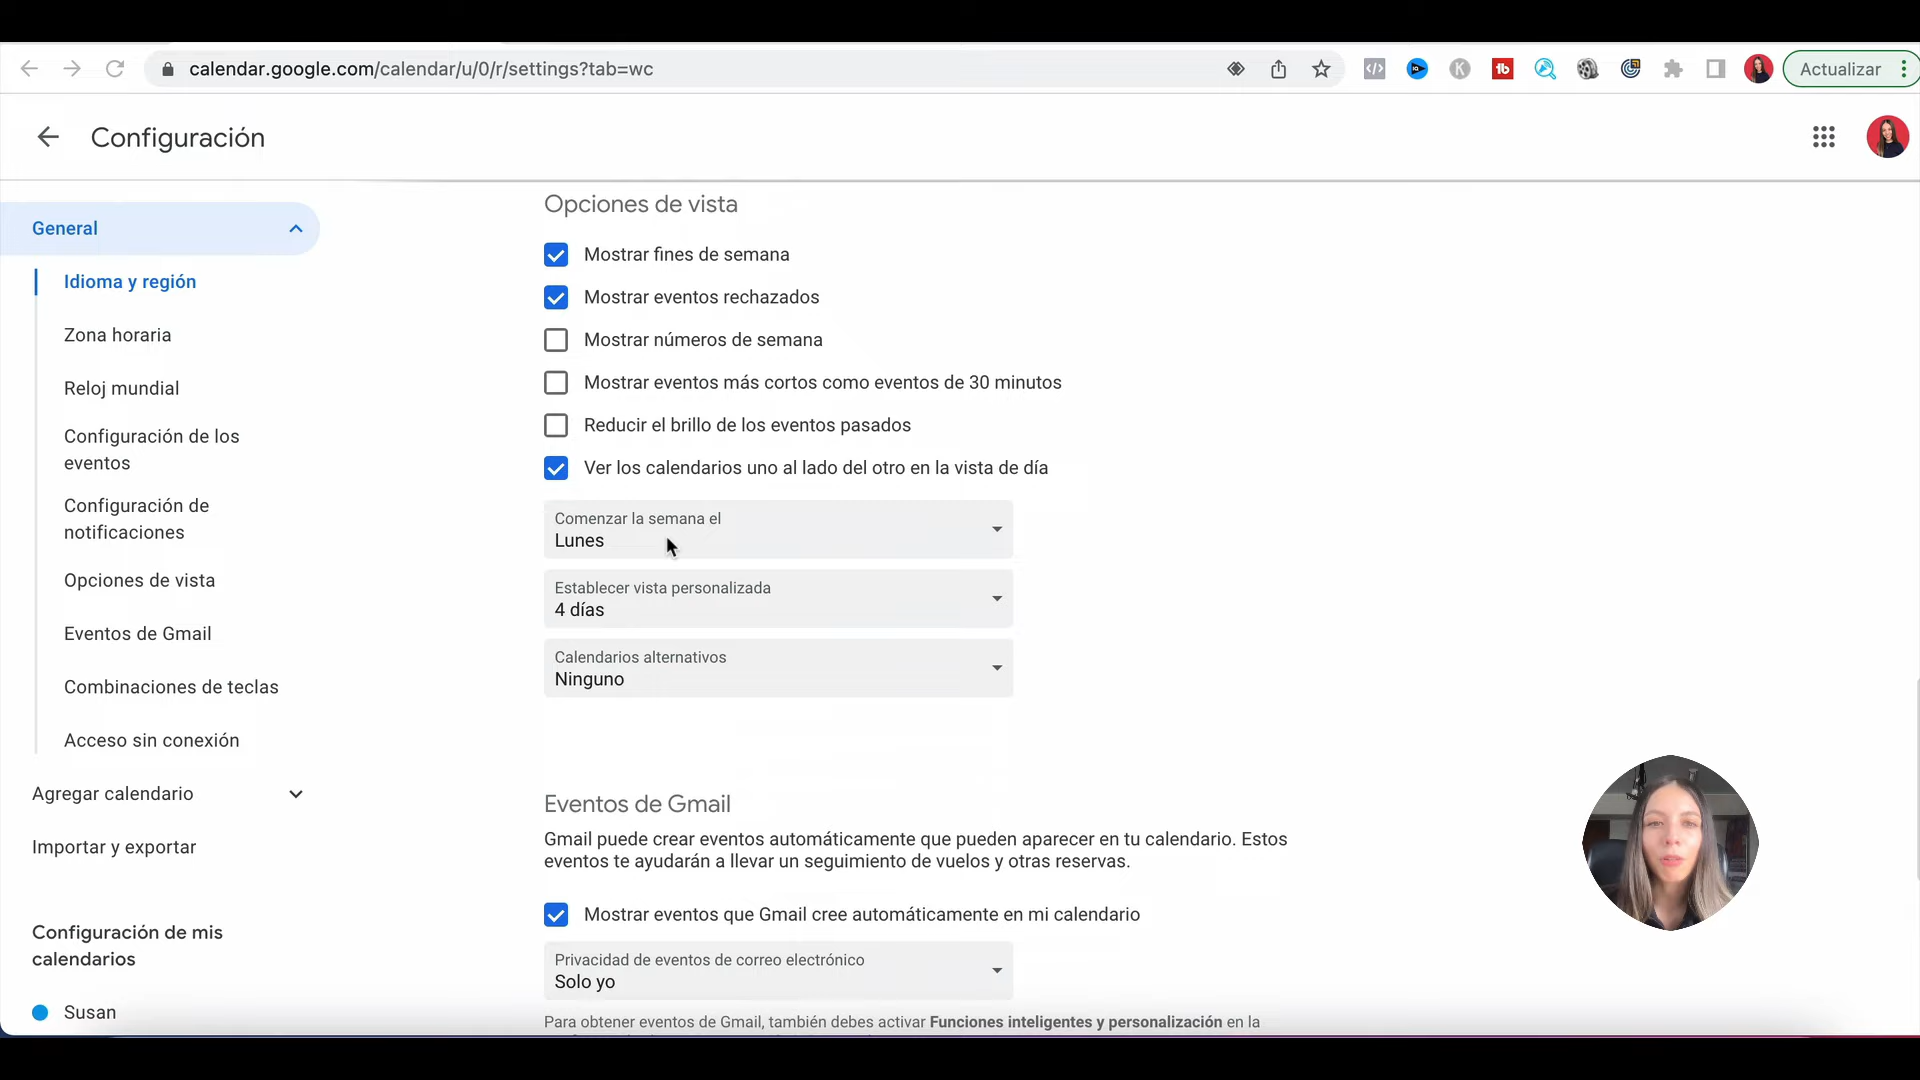 calendar.google.com/calendar/u/0/r/settings?tab=wc
Actualizar
Configuración
General
Idioma y región
Zona horaria
Reloj mundial
Configuración de los
eventos
Configuración de
notificaciones
Opciones de vista
Eventos de Gmail
Combinaciones de teclas
Acceso sin conexión
Agregar calendario
Importar y exportar
Configuración de mis
calendarios
Susan
Opciones de vista
Mostrar fines de semana
Mostrar eventos rechazados
Mostrar números de semana
Mostrar eventos más cortos como eventos de 30 minutos
Reducir el brillo de los eventos pasados
Ver los calendarios uno al lado del otro en la vista de día
Comenzar la semana el
Lunes
Establecer vista personalizada
4 días
Calendarios alternativos
Ninguno
Eventos de Gmail
Gmail puede crear eventos automáticamente que pueden aparecer en tu calendario. Estos
eventos te ayudarán a llevar un seguimiento de vuelos y otras reservas.
Mostrar eventos que Gmail cree automáticamente en mi calendario
Privacidad de eventos de correo electrónico
Solo yo
Para obtener eventos de Gmail, también debes activar Funciones inteligentes y personalización en la